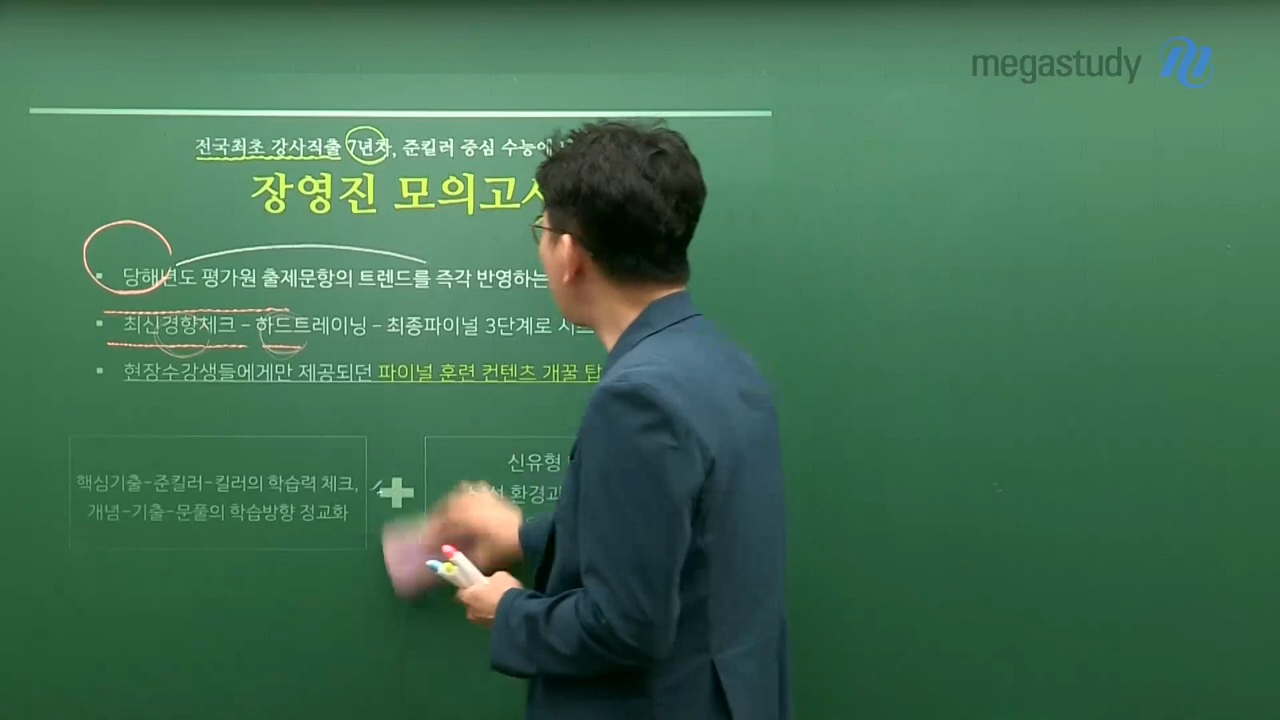 megastudy
전국최초 강사직출 7년차, 준킬러 중심 수능에
장영진 모의고사
▪ 당해년도 평가원 출제문항의 트렌드를 즉각 반영하는
▪ 최신경향체크 – 하드트레이닝 – 최종파이널 3단계로
▪ 현장수강생들에게만 제공되던 파이널 훈련 컨텐츠 개꿀 탑
핵심기출-준킬러-킬러의 학습력 체크,
개념-기출-문풀의 학습방향 정교화
+
신유형